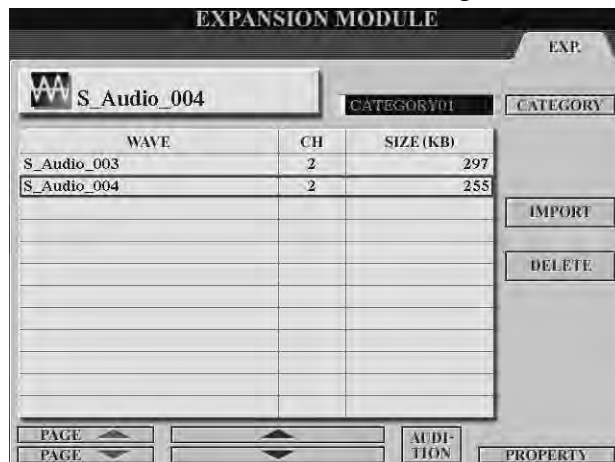 EXPANSION MODULE
EXP.
S_Audio_004
CATEGORY01
CATEGORY
WAVE CH SIZE (KB)
S_Audio_003 2 297
S_Audio_004 2 255
IMPORT
DELETE
PAGE
PAGE
AUDI-
TION
PROPERTY